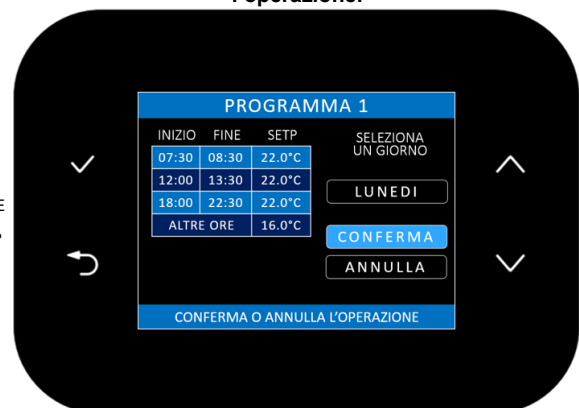 l'operazione.
PROGRAMMA 1
INIZIO FINE SETP
07:30 08:30 22.0°C
12:00 13:30 22.0°C
18:00 22:30 22.0°C
ALTRE ORE 16.0°C
SELEZIONA
UN GIORNO
LUNEDI
CONFERMA
ANNULLA
CONFERMA O ANNULLA L'OPERAZIONE
E